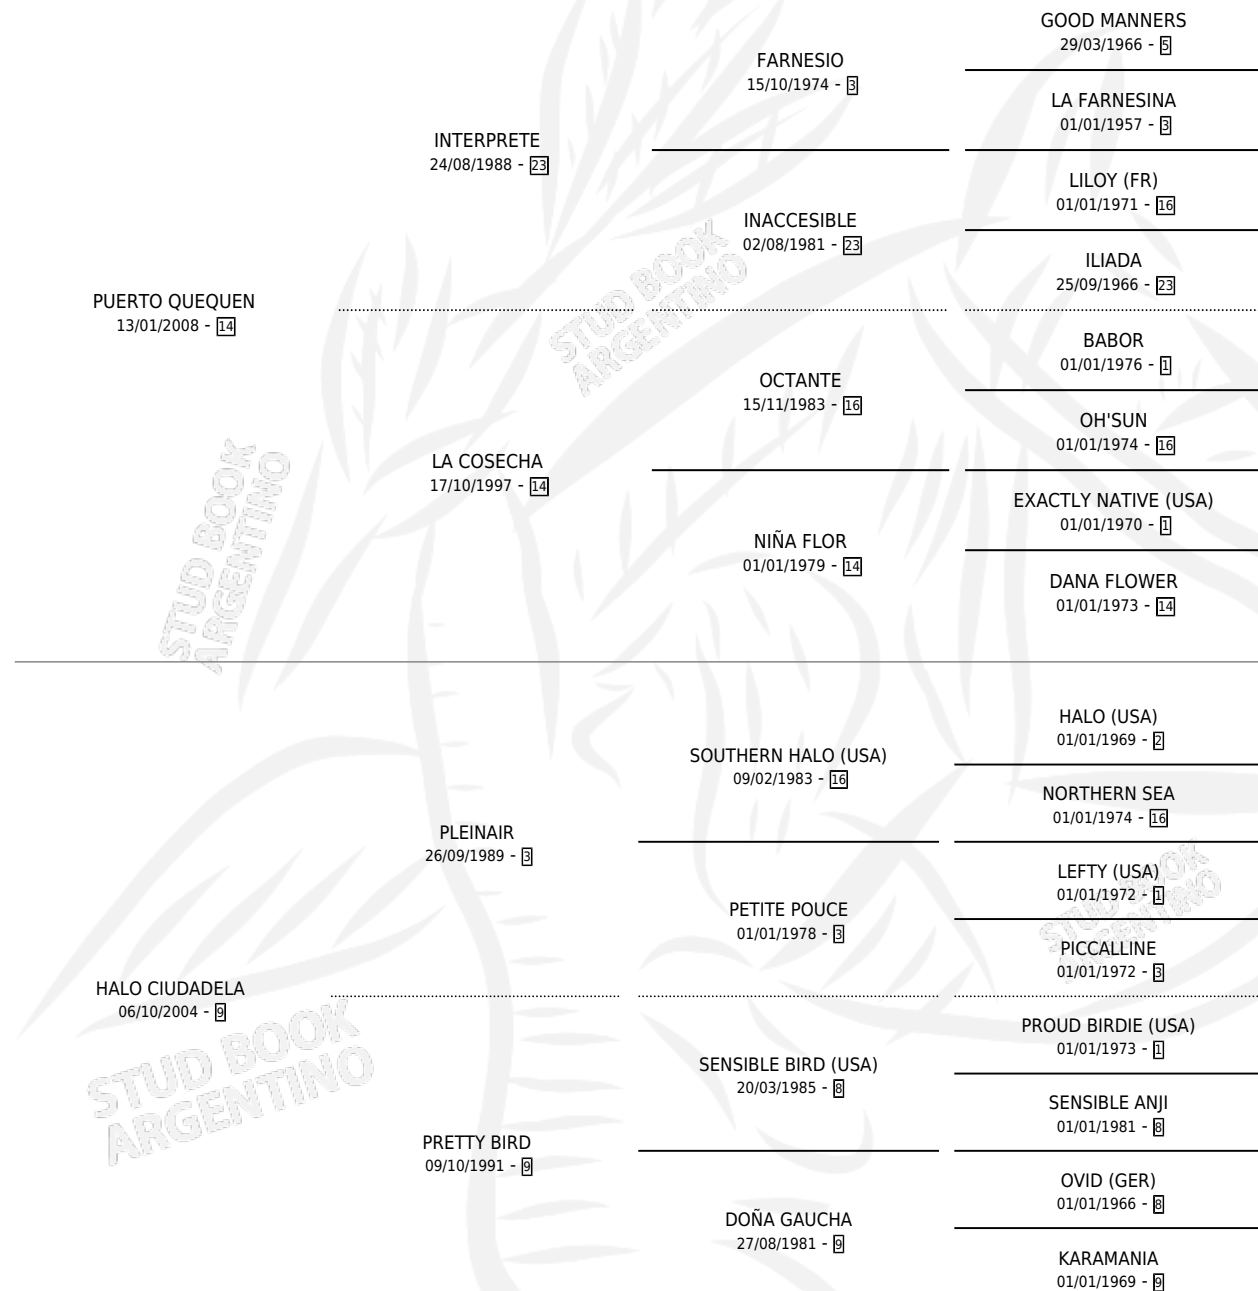 GOOD MANNERS
29/03/1966 - 5
FARNESIO
15/10/1974 - 3
LA FARNESINA
01/01/1957 - 3
INTERPRETE
24/08/1988 - 23
LILOY (FR)
01/01/1971 - 16
INACCESIBLE
02/08/1981 - 23
ILIADA
25/09/1966 - 23
PUERTO QUEQUEN
13/01/2008 - 14
STUD BOOK
ARGENTINO
BABOR
01/01/1976 - 1
OCTANTE
15/11/1983 - 16
OH'SUN
01/01/1974 - 16
LA COSECHA
17/10/1997 - 14
EXACTLY NATIVE (USA)
01/01/1970 - 1
NIÑA FLOR
01/01/1979 - 14
DANA FLOWER
01/01/1973 - 14
STUD BOOK
ARGENTINO
HALO (USA)
01/01/1969 - 2
SOUTHERN HALO (USA)
09/02/1983 - 16
NORTHERN SEA
01/01/1974 - 16
PLEINAIR
26/09/1989 - 3
LEFTY (USA)
01/01/1972 - 1
PETITE POUCE
01/01/1978 - 3
STUD BOOK
ARGENTINO
PICCALLINE
01/01/1972 - 3
HALO CIUDADELA
06/10/2004 - 9
PROUD BIRDIE (USA)
01/01/1973 - 1
SENSIBLE BIRD (USA)
20/03/1985 - 8
STUD BOOK
ARGENTINO
SENSIBLE ANJI
01/01/1981 - 8
PRETTY BIRD
09/10/1991 - 9
OVID (GER)
01/01/1966 - 8
DOÑA GAUCHA
27/08/1981 - 9
KARAMANIA
01/01/1969 - 9